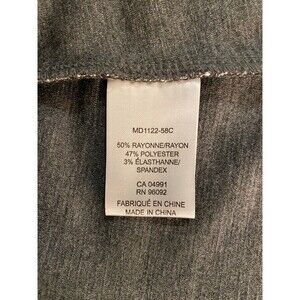 MD1122-58C
50% RAYONNE/RAYON
47% POLYESTER
3% ÉLASTHANNE/
SPANDEX
CA 04991
RN 96092
FABRIQUÉ EN CHINE
MADE IN CHINA